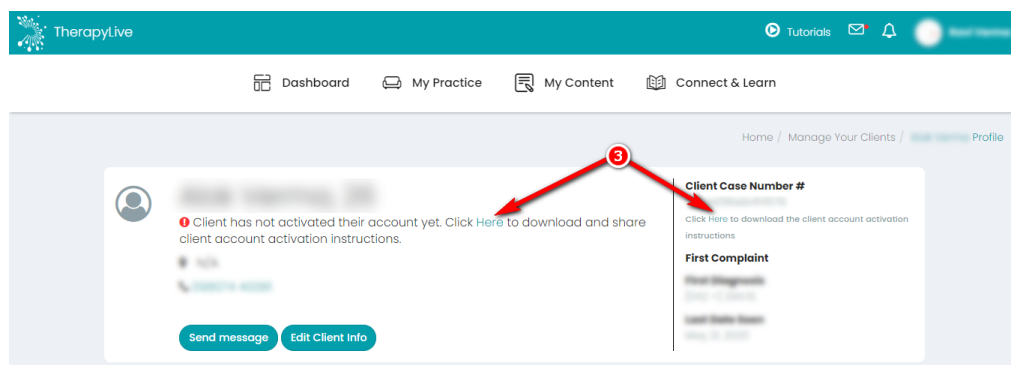 TherapyLive
Tutorials
Dashboard My Practice My Content Connect & Learn
Home / Manage Your Clients / Profile
3
Client has not activated their account yet. Click Here to download and share
client account activation instructions.
Send message Edit Client Info
Client Case Number #
Click Here to download the client account activation
instructions
First Complaint